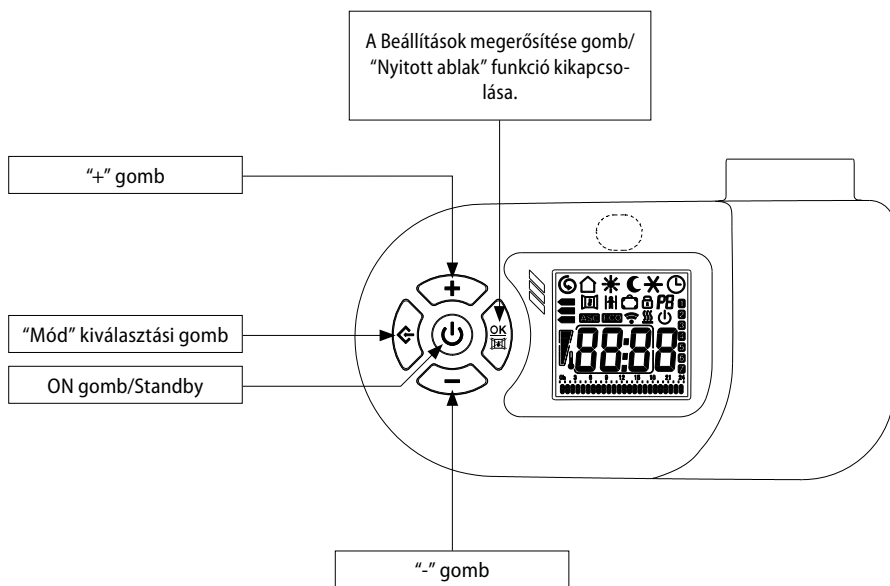 A Beállítások megerősítése gomb/
“Nyitott ablak” funkció kikapcso-
lása.
“+” gomb
“Mód” kiválasztási gomb
ON gomb/Standby
“-” gomb
OK
88:88